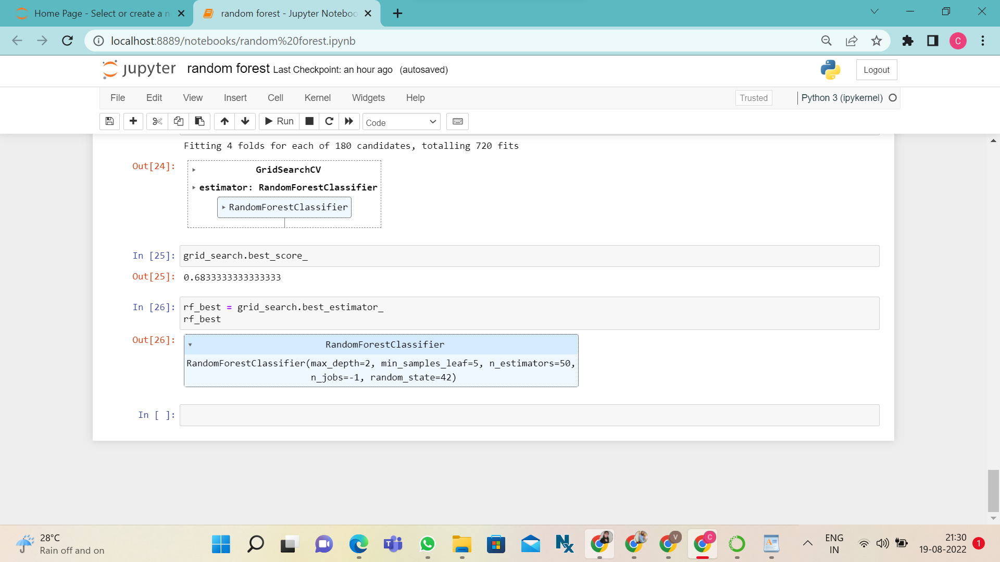 Home Page - Select or create a n
random forest - Jupyter Noteboo
localhost:8889/notebooks/random%20forest.ipynb
C
jupyter random forest Last Checkpoint: an hour ago (autosaved)
Logout
File Edit View Insert Cell Kernel Widgets Help
Trusted Python 3 (ipykernel)
Run Code
Fitting 4 folds for each of 180 candidates, totalling 720 fits
Out[24]:
GridSearchCV
estimator: RandomForestClassifier
RandomForestClassifier
In [25]: grid_search.best_score_
Out[25]: 0.6833333333333333
In [26]: rf_best = grid_search.best_estimator_
rf_best
Out[26]:
RandomForestClassifier
RandomForestClassifier(max_depth=2, min_samples_leaf=5, n_estimators=50,
n_jobs=-1, random_state=42)
In [ ]:
28°C
Rain off and on
T
Nx
V
C
A
ENG
IN
21:30
19-08-2022
1